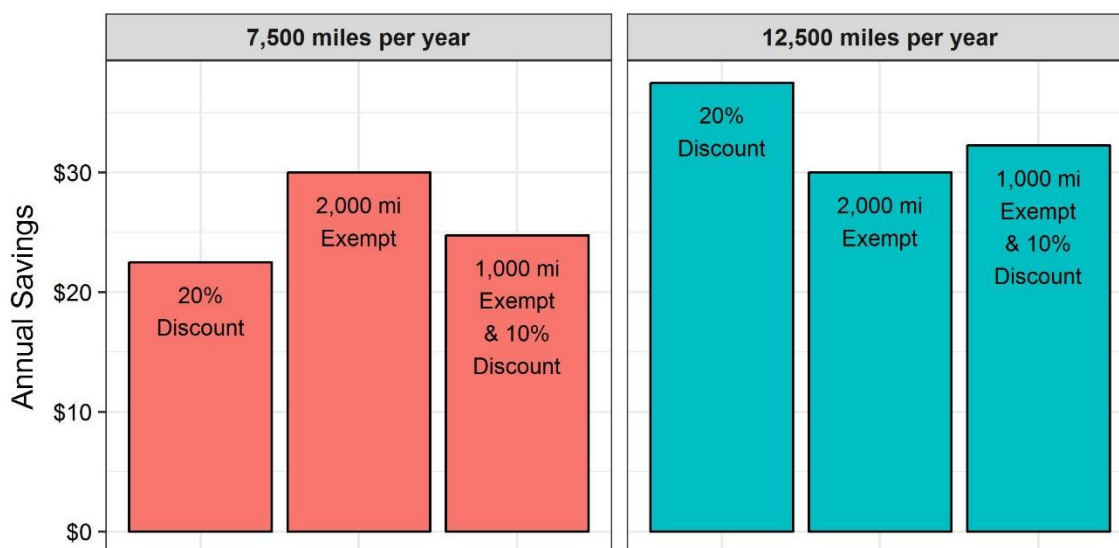 7,500 miles per year
12,500 miles per year
Annual Savings
$30
$20
$10
$0
20%
Discount
2,000 mi
Exempt
1,000 mi
Exempt
& 10%
Discount
20%
Discount
2,000 mi
Exempt
1,000 mi
Exempt
& 10%
Discount